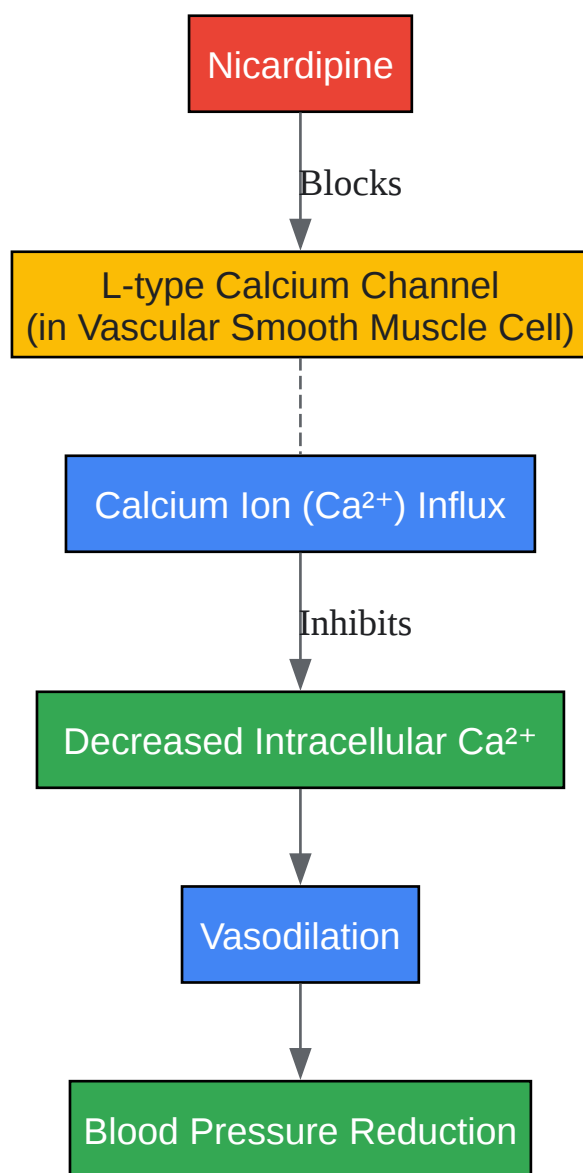 Nicardipine
Blocks
L-type Calcium Channel
(in Vascular Smooth Muscle Cell)
Calcium Ion (Ca²⁺) Influx
Inhibits
Decreased Intracellular Ca²⁺
Vasodilation
Blood Pressure Reduction